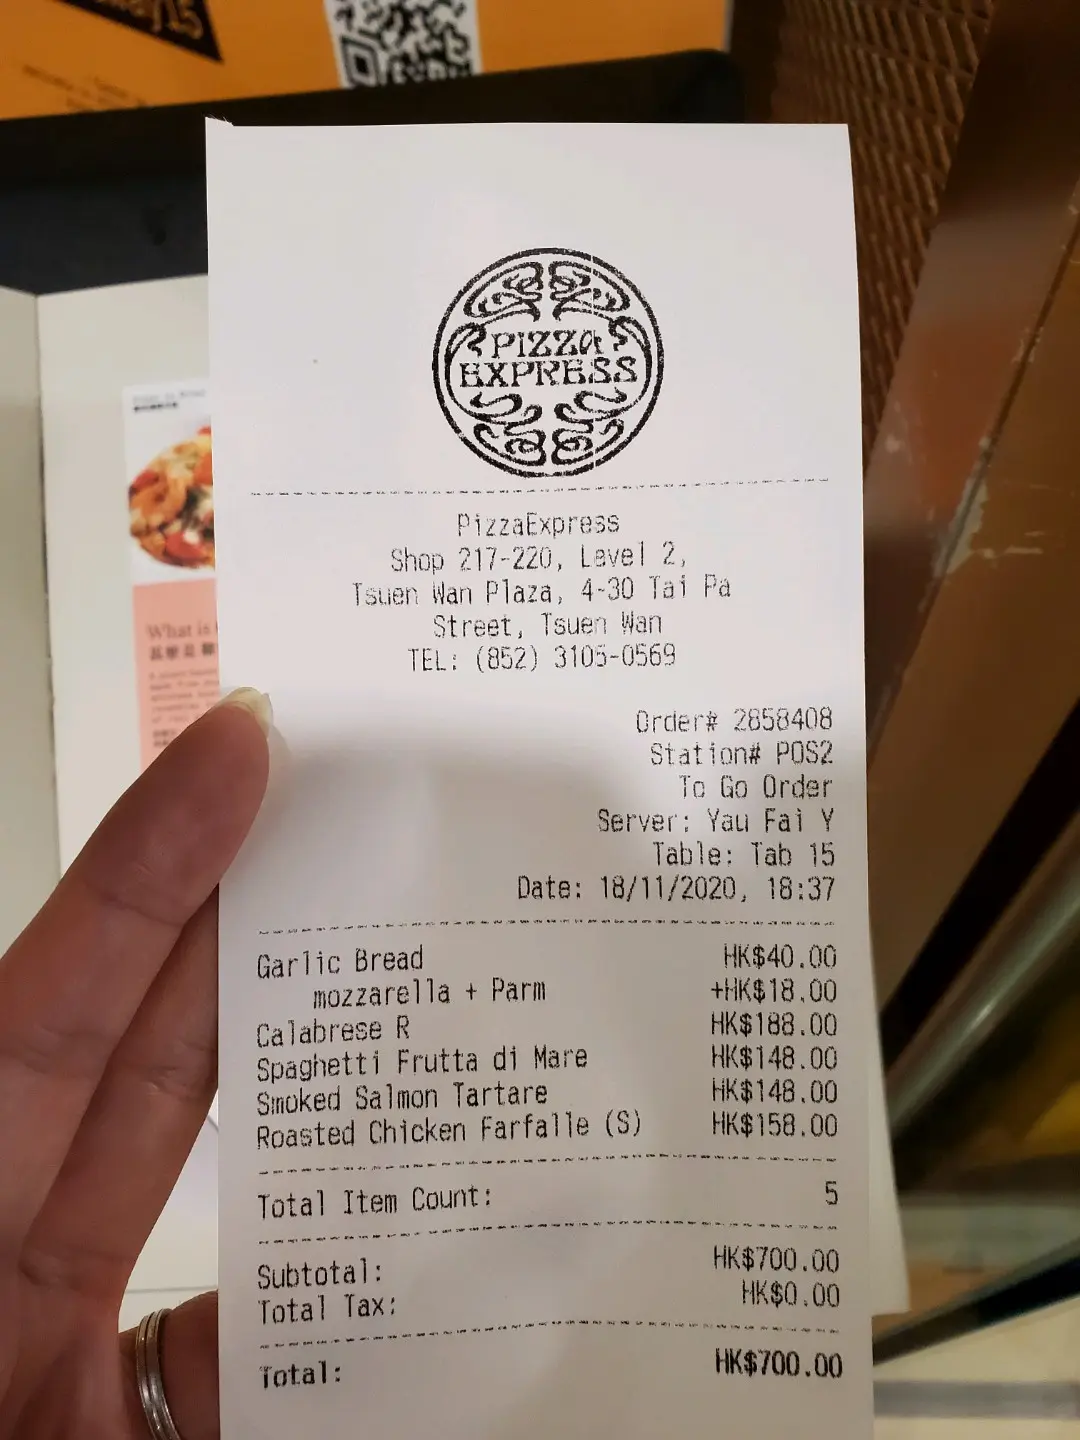 PIZZA
EXPRESS
PizzaExpress
Shop 217-220, Level 2,
Tsuen Wan Plaza, 4-30 Tai Pa
Street, Tsuen Wan
TEL: (852) 3105-0569
What is
Order# 2858408
Station# POS2
To Go Order
Server: Yau Fai Y
Table: Tab 15
Date: 18/11/2020, 18:37
Garlic Bread HK$40.00
mozzarella + Parm +HK$18.00
Calabrese R HK$188.00
Spaghetti Frutta di Mare HK$148.00
Smoked Salmon Tartare HK$148.00
Roasted Chicken Farfalle (S) HK$158.00
Total Item Count: 5
Subtotal: HK$700.00
Total Tax: HK$0.00
Total: HK$700.00